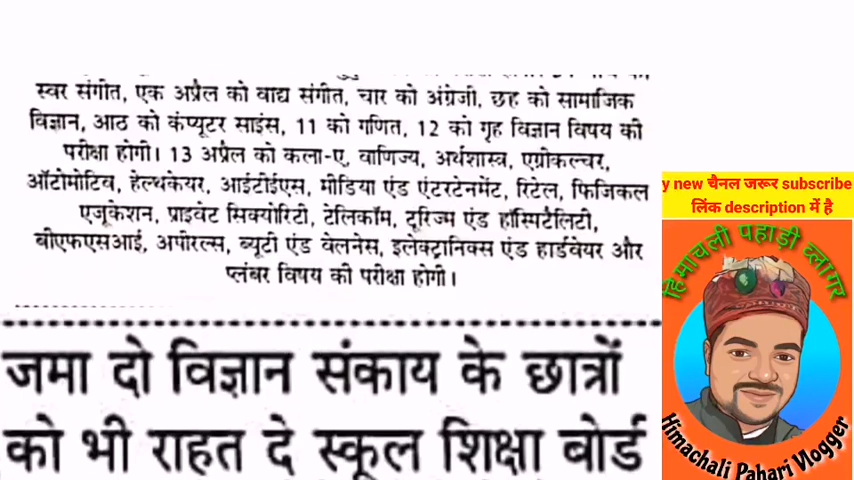 स्वर संगीत, एक अप्रैल को वाद्य संगीत, चार को अंग्रेजी, छह को सामाजिक
विज्ञान, आठ को कंप्यूटर साइंस, 11 को गणित, 12 को गृह विज्ञान विषय की
परीक्षा होगी। 13 अप्रैल को कला-ए, वाणिज्य, अर्थशास्त्र, एग्रीकल्चर,
ऑटोमोटिव, हेल्थकेयर, आईटीईएस, मीडिया एंड एंटरटेनमेंट, रिटेल, फिजिकल
एजूकेशन, प्राइवेट सिक्योरिटी, टेलिकॉम, टूरिज्म एंड हॉस्पिटैलिटी,
बीएफएसआई, अपीरल्स, ब्यूटी एंड वेलनेस, इलेक्ट्रानिक्स एंड हार्डवेयर और
प्लंबर विषय की परीक्षा होगी।
जमा दो विज्ञान संकाय के छात्रों
को भी राहत दे स्कूल शिक्षा बोर्ड
y new चैनल जरूर subscribe
लिंक description में है
हिमाचली पहाड़ी व्लागर
Himachali Pahari Vlogger